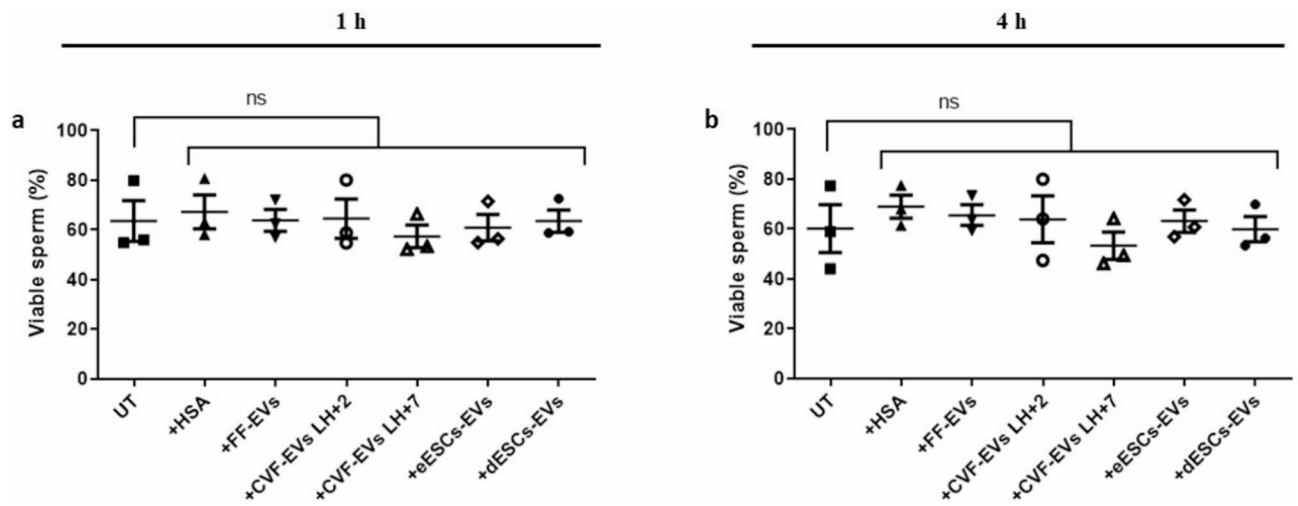 1 h
a
ns
Viable sperm (%)
100
80
60
40
20
0
UT
+HSA
+FF-EVs
+CVF-EVs LH+2
+CVF-EVs LH+7
+eESCs-EVs
+dESCs-EVs
4 h
b
ns
Viable sperm (%)
100
80
60
40
20
0
UT
+HSA
+FF-EVs
+CVF-EVs LH+2
+CVF-EVs LH+7
+eESCs-EVs
+dESCs-EVs